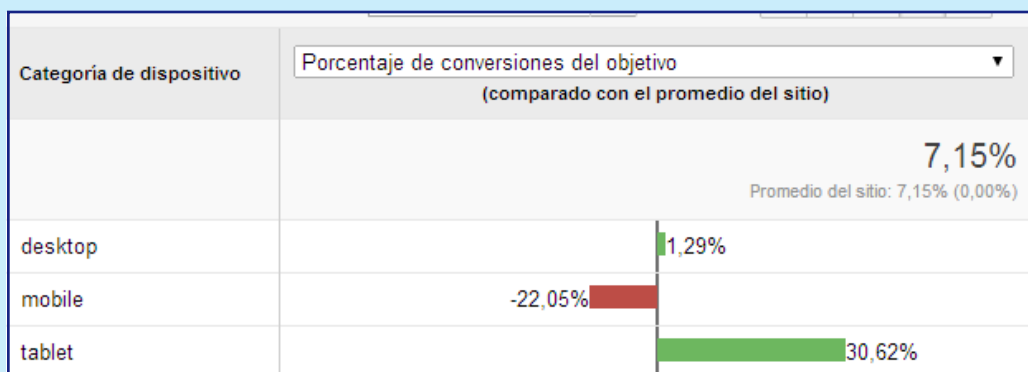 Categoría de dispositivo
Porcentaje de conversiones del objetivo
(comparado con el promedio del sitio)
7,15%
Promedio del sitio: 7,15% (0,00%)
desktop
1,29%
mobile
-22,05%
tablet
30,62%